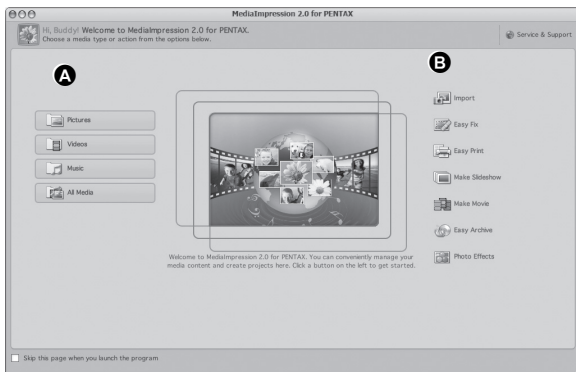 MediaImpression 2.0 for PENTAX
Hi, Buddy! Welcome to MediaImpression 2.0 for PENTAX.
Choose a media type or action from the options below.
Service & Support
A
Pictures
Videos
Music
All Media
B
Import
Easy Fix
Easy Print
Make Slideshow
Make Movie
Easy Archive
Photo Effects
Welcome to MediaImpression 2.0 for PENTAX. You can conveniently manage your
media content and create projects here. Click a button on the left to get started.
Skip this page when you launch the program